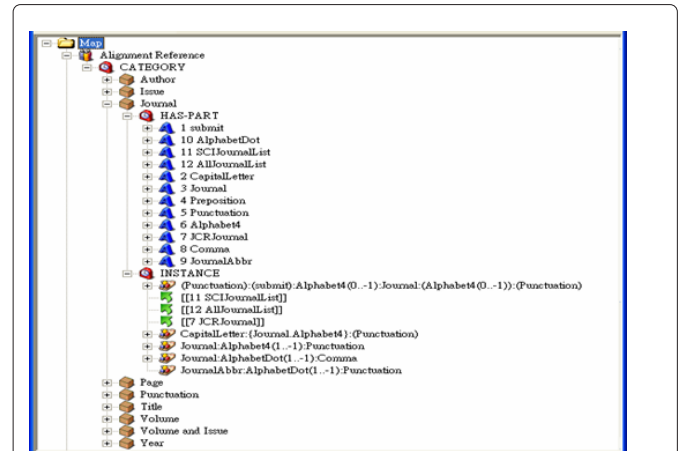 Map
Alignment Reference
CATEGORY
Author
Issue
Journal
HAS-PART
1 submit
10 AlphabetDot
11 SCIJournalList
12 AllJournalList
2 CapitalLetter
3 Journal
4 Preposition
5 Punctuation
6 Alphabet4
7 JCRJournal
8 Comma
9 JournalAbbr
INSTANCE
(Punctuation):(submit):Alphabet4(0..-1):Journal:(Alphabet4(0..-1)):(Punctuation)
[[11 SCIJournalList]]
[[12 AllJournalList]]
[[7 JCRJournal]]
CapitalLetter:{Journal.Alphabet4}:(Punctuation)
Journal:Alphabet4(1..-1):Punctuation
Journal:AlphabetDot(1..-1):Comma
JournalAbbr:AlphabetDot(1..-1):Punctuation
Page
Punctuation
Title
Volume
Volume and Issue
Year